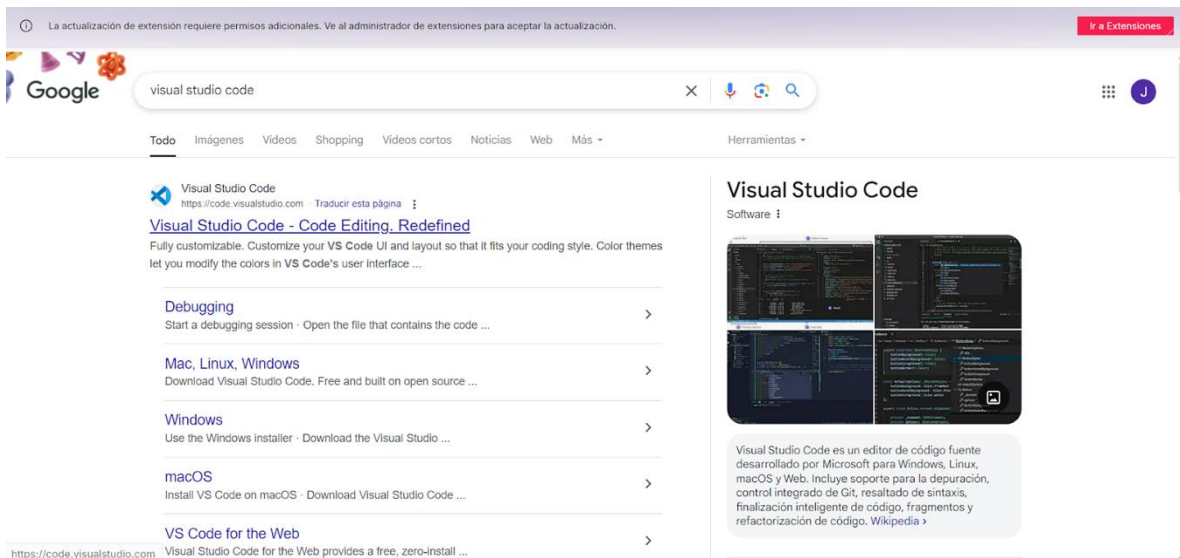 La actualización de extensión requiere permisos adicionales. Ve al administrador de extensiones para aceptar la actualización.
Ir a Extensiones
Google
visual studio code
J
Todo Imágenes Vídeos Shopping Vídeos cortos Noticias Web Más
Herramientas
Visual Studio Code
https://code.visualstudio.com · Traducir esta página
Visual Studio Code - Code Editing. Redefined
Fully customizable. Customize your VS Code UI and layout so that it fits your coding style. Color themes
let you modify the colors in VS Code's user interface ...
Debugging
Start a debugging session · Open the file that contains the code ...
Mac, Linux, Windows
Download Visual Studio Code. Free and built on open source ...
Windows
Use the Windows installer · Download the Visual Studio ...
macOS
Install VS Code on macOS · Download Visual Studio Code ...
VS Code for the Web
Visual Studio Code for the Web provides a free, zero-install ...
https://code.visualstudio.com
Visual Studio Code
Software
Visual Studio Code es un editor de código fuente
desarrollado por Microsoft para Windows, Linux,
macOS y Web. Incluye soporte para la depuración,
control integrado de Git, resaltado de sintaxis,
finalización inteligente de código, fragmentos y
refactorización de código. Wikipedia ›